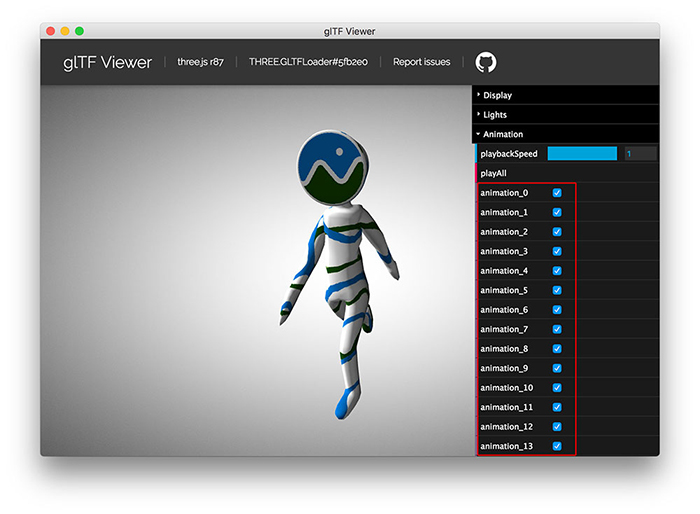 glTF Viewer
glTF Viewer three.js r87 THREE.GLTFLoader#5fb2e0 Report issues
Display
Lights
Animation
playbackSpeed 1
playAll
animation_0
animation_1
animation_2
animation_3
animation_4
animation_5
animation_6
animation_7
animation_8
animation_9
animation_10
animation_11
animation_12
animation_13